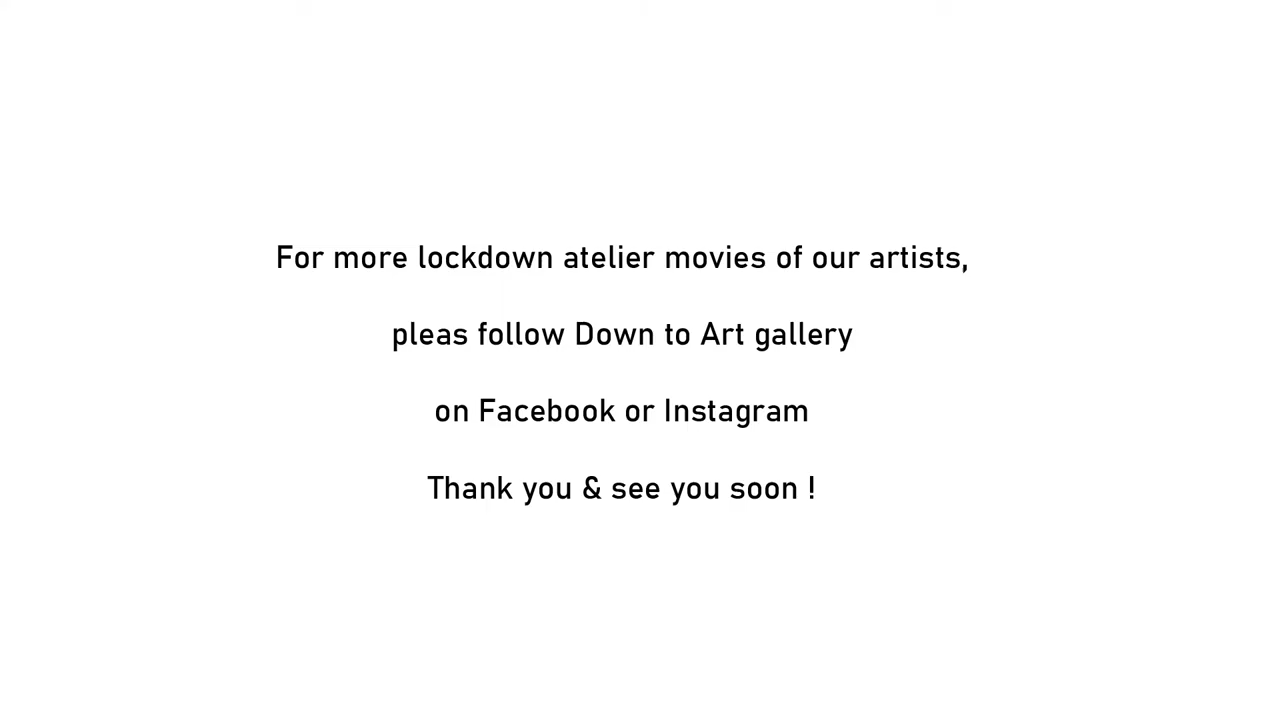 For more lockdown atelier movies of our artists,
pleas follow Down to Art gallery
on Facebook or Instagram
Thank you & see you soon !